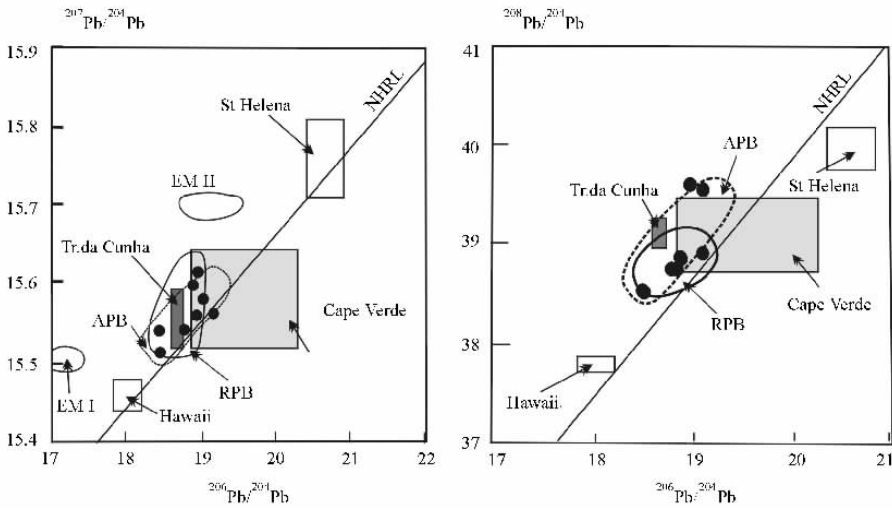 ²⁰⁷Pb/²⁰⁴Pb
15.9
15.8
15.7
15.6
15.5
15.4
NHRL
St Helena
EM II
Tr.da Cunha
APB
Cape Verde
EM I
RPB
Hawaii
17 18 19 20 21 22
²⁰⁶Pb/²⁰⁴Pb
²⁰⁸Pb/²⁰⁴Pb
41
40
39
38
37
NHRL
APB
Tr.da Cunha
St Helena
Cape Verde
RPB
Hawaii
17 18 19 20 21
²⁰⁶Pb/²⁰⁴Pb